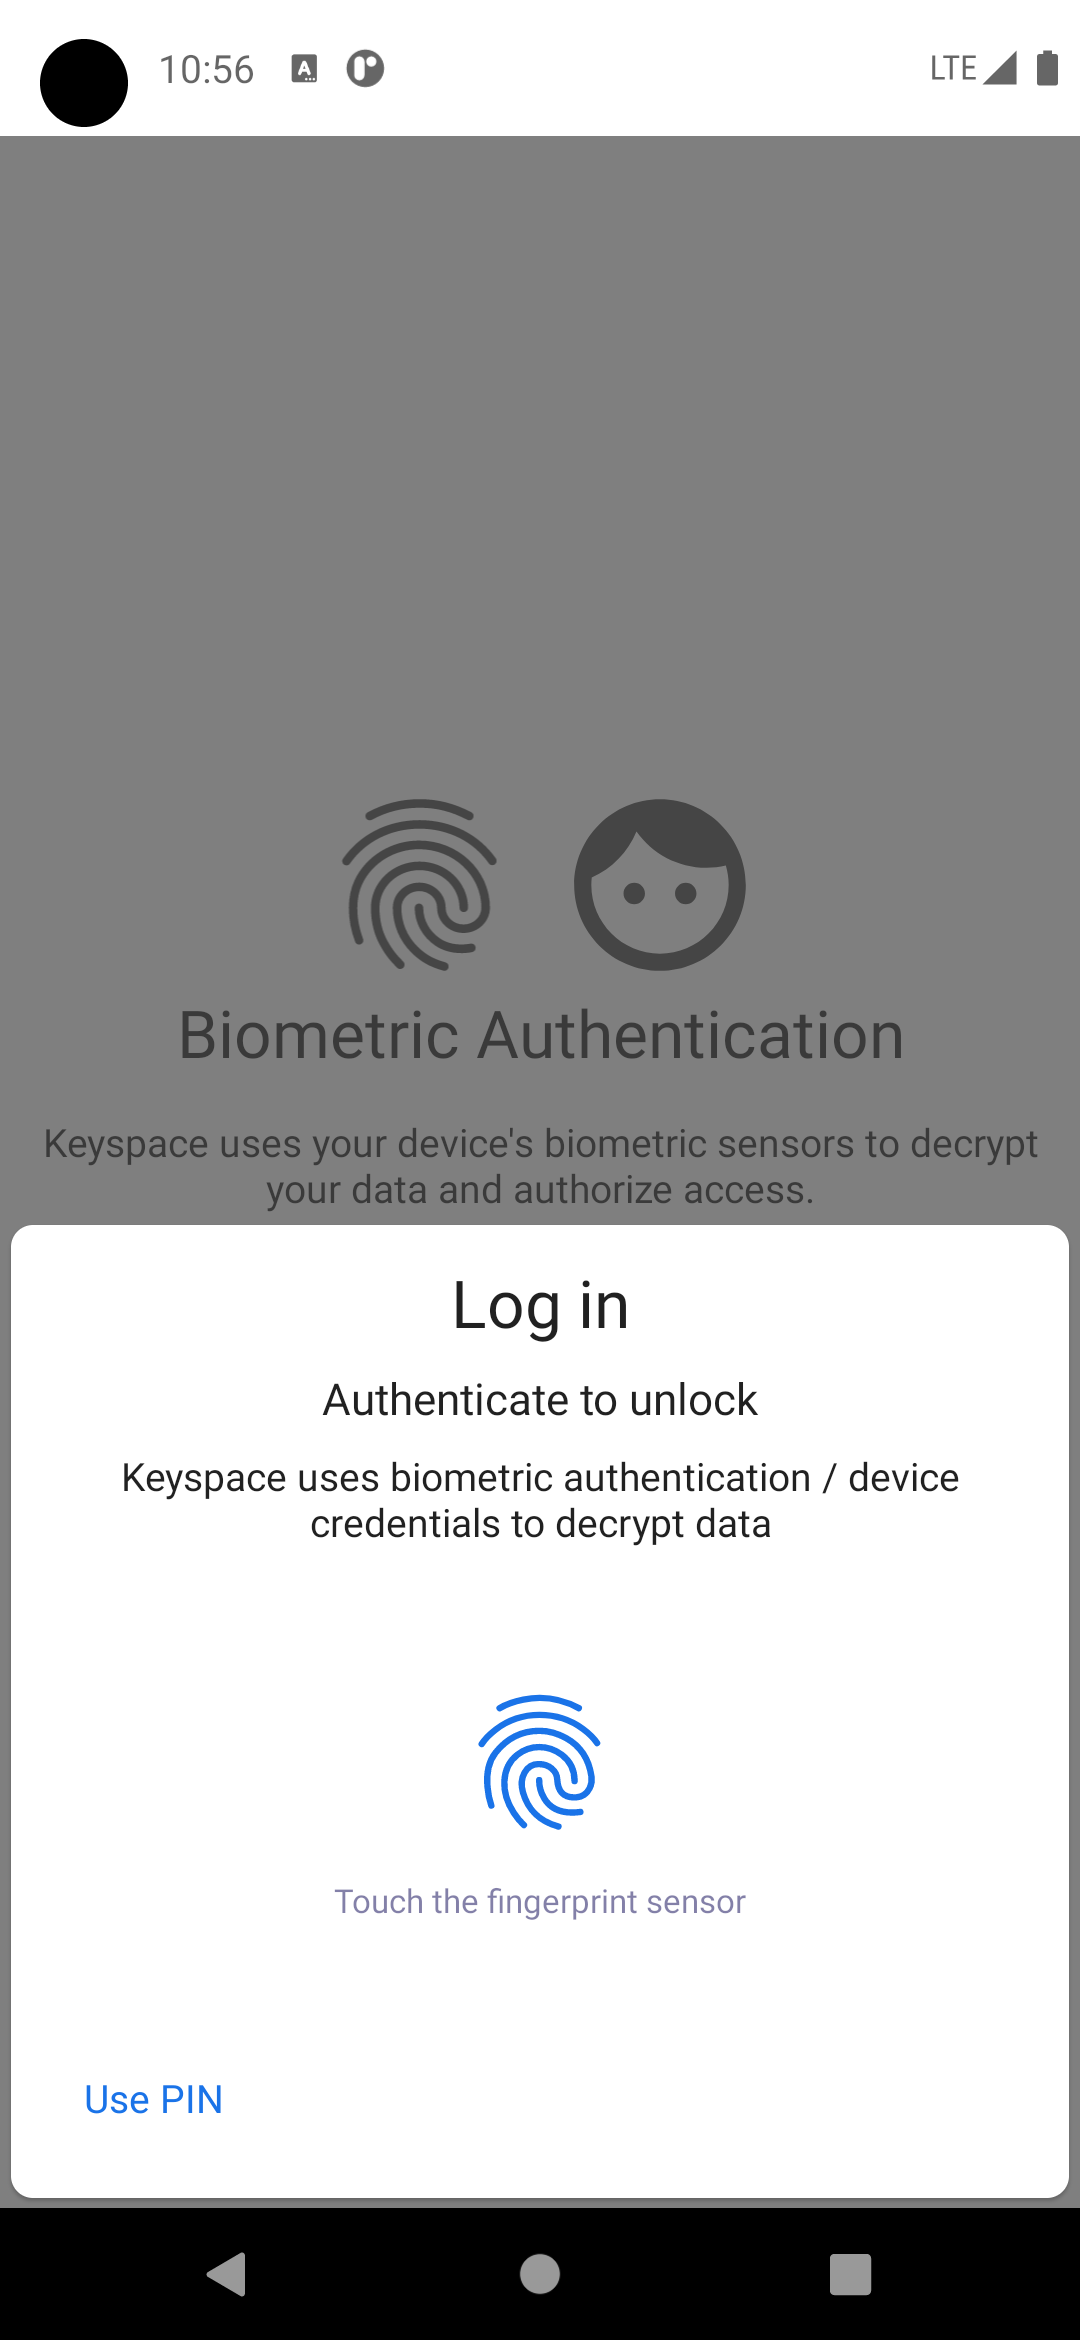 10:56
LTE
Biometric Authentication
Keyspace uses your device's biometric sensors to decrypt
your data and authorize access.
Log in
Authenticate to unlock
Keyspace uses biometric authentication / device
credentials to decrypt data
Touch the fingerprint sensor
Use PIN